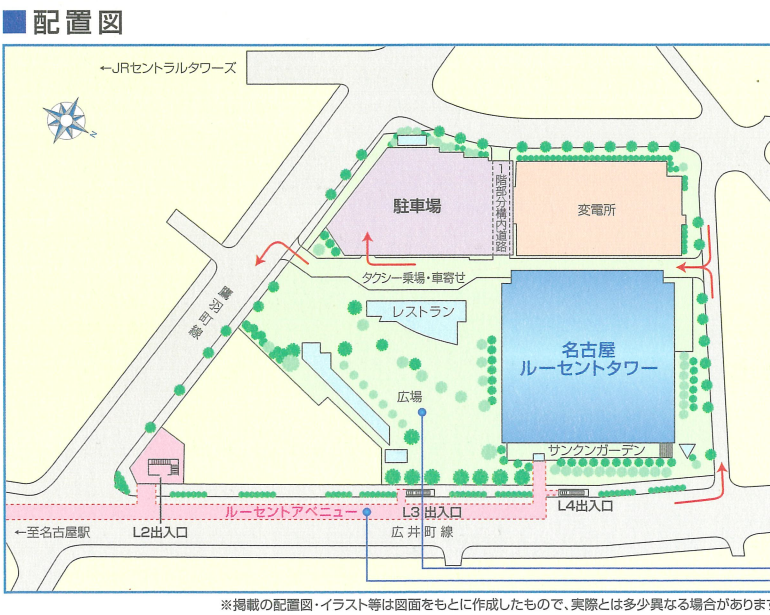 配置図
←JRセントラルタワーズ
N
駐車場
1階部分構内道路
変電所
タクシー乗場・車寄せ
鷹羽町線
レストラン
名古屋
ルーセントタワー
広場
サンクンガーデン
ルーセントアベニュー
L3出入口
L4出入口
←至名古屋駅
L2出入口
広井町線
※掲載の配置図・イラスト等は図面をもとに作成したもので、実際とは多少異なる場合があります